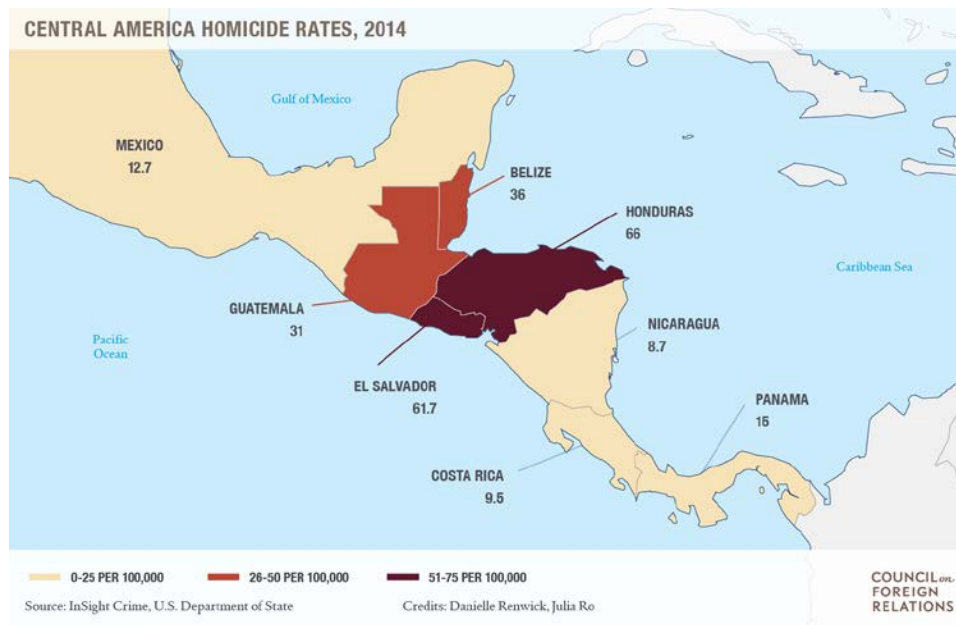 CENTRAL AMERICA HOMICIDE RATES, 2014
Gulf of Mexico
MEXICO
12.7
BELIZE
36
HONDURAS
66
Caribbean Sea
GUATEMALA
31
NICARAGUA
8.7
Pacific
Ocean
EL SALVADOR
61.7
PANAMA
15
COSTA RICA
9.5
0-25 PER 100,000
26-50 PER 100,000
51-75 PER 100,000
Source: InSight Crime, U.S. Department of State
Credits: Danielle Renwick, Julia Ro
COUNCIL on
FOREIGN
RELATIONS